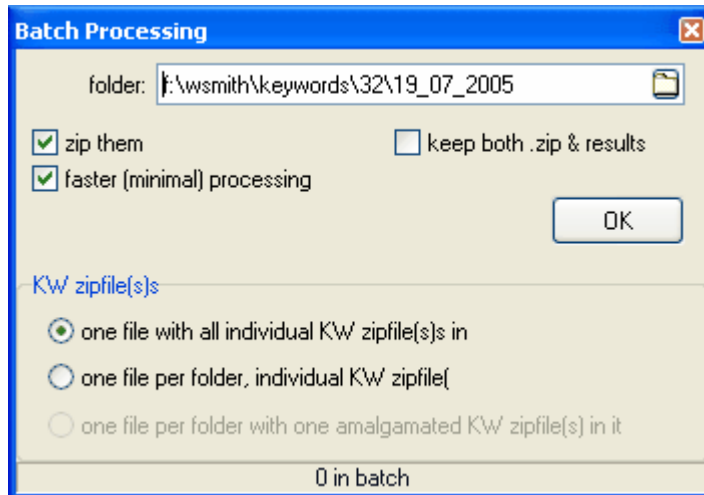 Batch Processing
folder: f:\wsmith\keywords\32\19_07_2005
zip them
keep both .zip & results
faster (minimal) processing
OK
KW zipfile(s)s
one file with all individual KW zipfile(s)s in
one file per folder, individual KW zipfile(
one file per folder with one amalgamated KW zipfile(s) in it
0 in batch